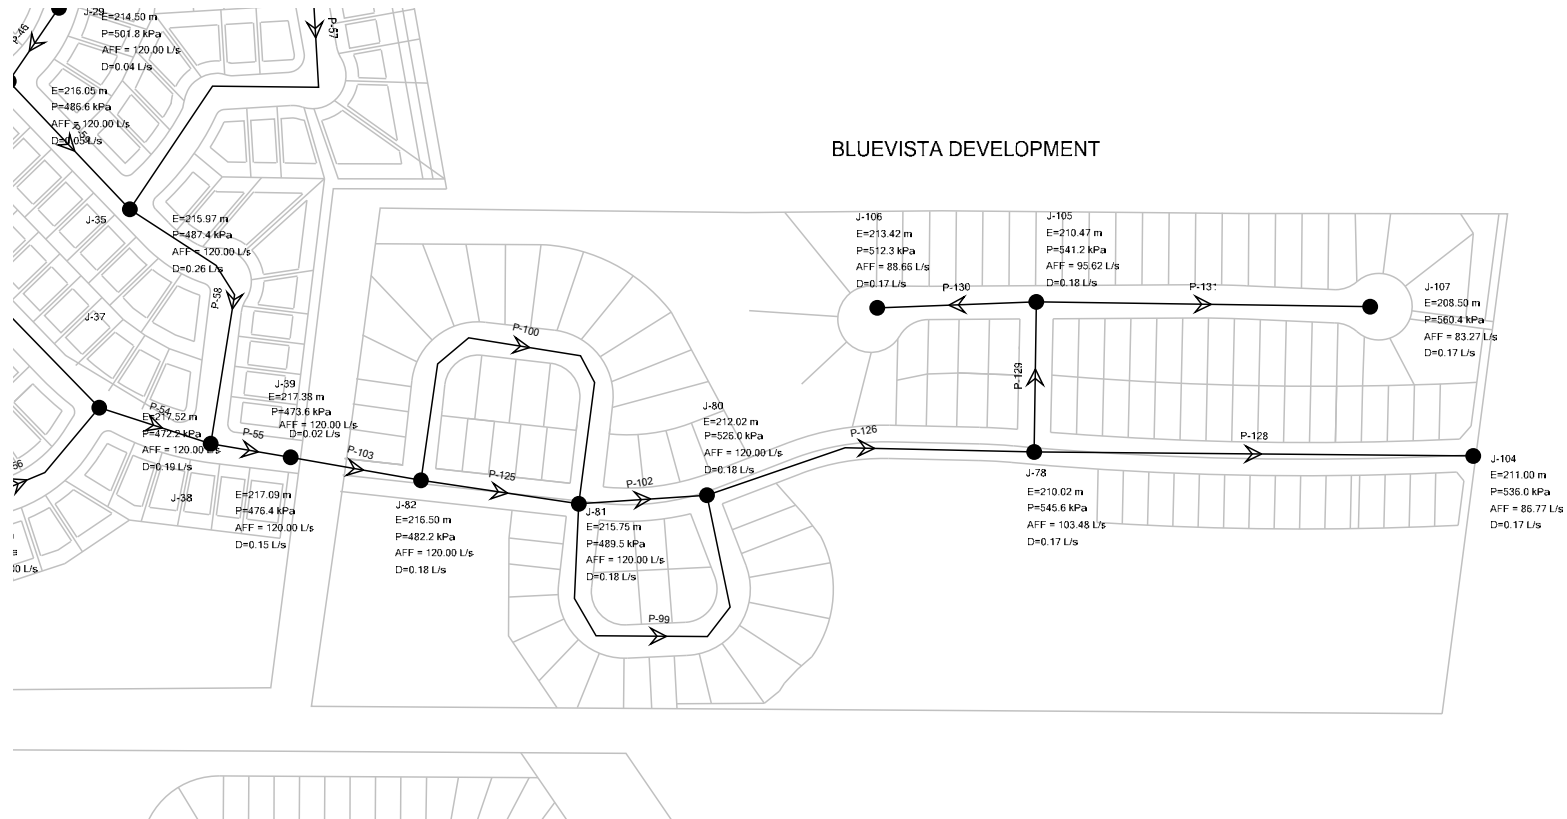 J-29
E=214.50 m
P=501.8 kPa
AFF = 120.00 L/s
D=0.04 L/s
P-46
P-57
E=216.05 m
P=486.6 kPa
AFF = 120.00 L/s
D=0.05 L/s
BLUEVISTA DEVELOPMENT
J-35
E=215.97 m
P=487.4 kPa
AFF = 120.00 L/s
D=0.26 L/s
P-58
J-37
J-106
E=213.42 m
P=512.3 kPa
AFF = 88.66 L/s
D=0.17 L/s
J-105
E=210.47 m
P=541.2 kPa
AFF = 95.62 L/s
D=0.18 L/s
P-130
P-131
J-107
E=208.50 m
P=560.4 kPa
AFF = 83.27 L/s
D=0.17 L/s
P-100
P-129
J-39
E=217.38 m
P=473.6 kPa
AFF = 120.00 L/s
D=0.02 L/s
P-54
E=217.52 m
P=472.2 kPa
AFF = 120.00 L/s
D=0.19 L/s
P-55
P-103
P-125
P-102
J-80
E=212.02 m
P=526.0 kPa
AFF = 120.00 L/s
D=0.18 L/s
P-126
P-128
J-38
E=217.09 m
P=476.4 kPa
AFF = 120.00 L/s
D=0.15 L/s
J-82
E=216.50 m
P=482.2 kPa
AFF = 120.00 L/s
D=0.18 L/s
J-81
E=215.75 m
P=489.5 kPa
AFF = 120.00 L/s
D=0.18 L/s
P-99
J-78
E=210.02 m
P=545.6 kPa
AFF = 103.48 L/s
D=0.17 L/s
J-104
E=211.00 m
P=536.0 kPa
AFF = 86.77 L/s
D=0.17 L/s